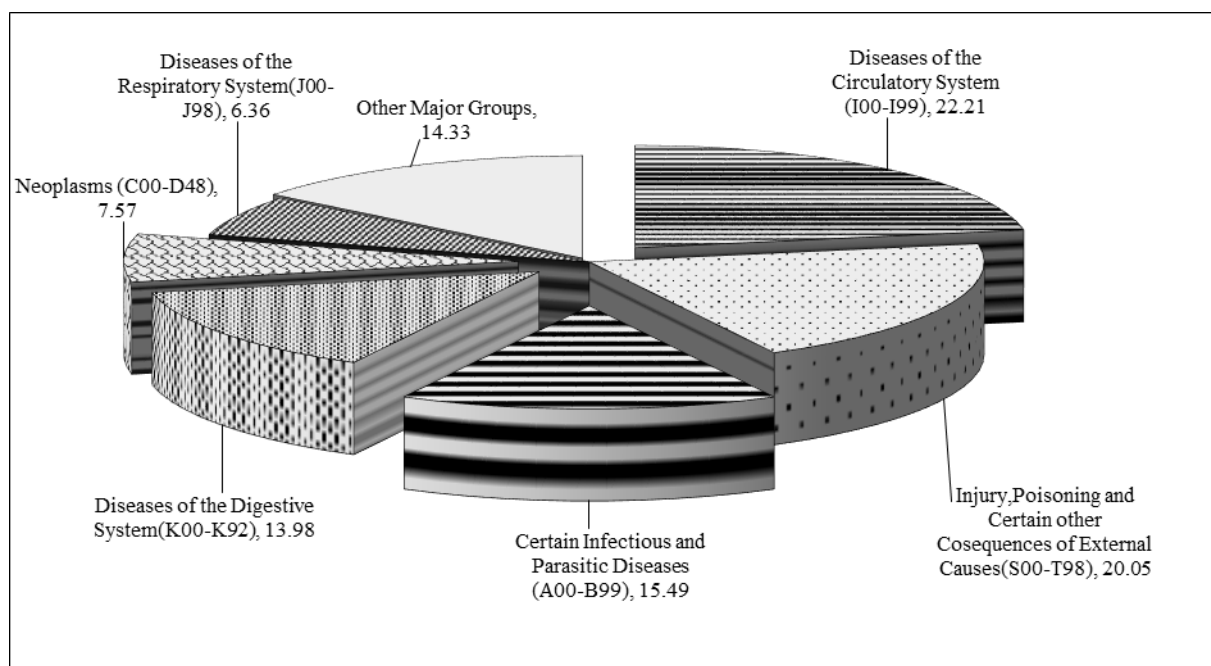 Diseases of the
Respiratory System(J00-
J98), 6.36
Other Major Groups,
14.33
Diseases of the
Circulatory System
(I00-I99), 22.21
Neoplasms (C00-D48),
7.57
Diseases of the Digestive
System(K00-K92), 13.98
Certain Infectious and
Parasitic Diseases
(A00-B99), 15.49
Injury,Poisoning and
Certain other
Cosequences of External
Causes(S00-T98), 20.05